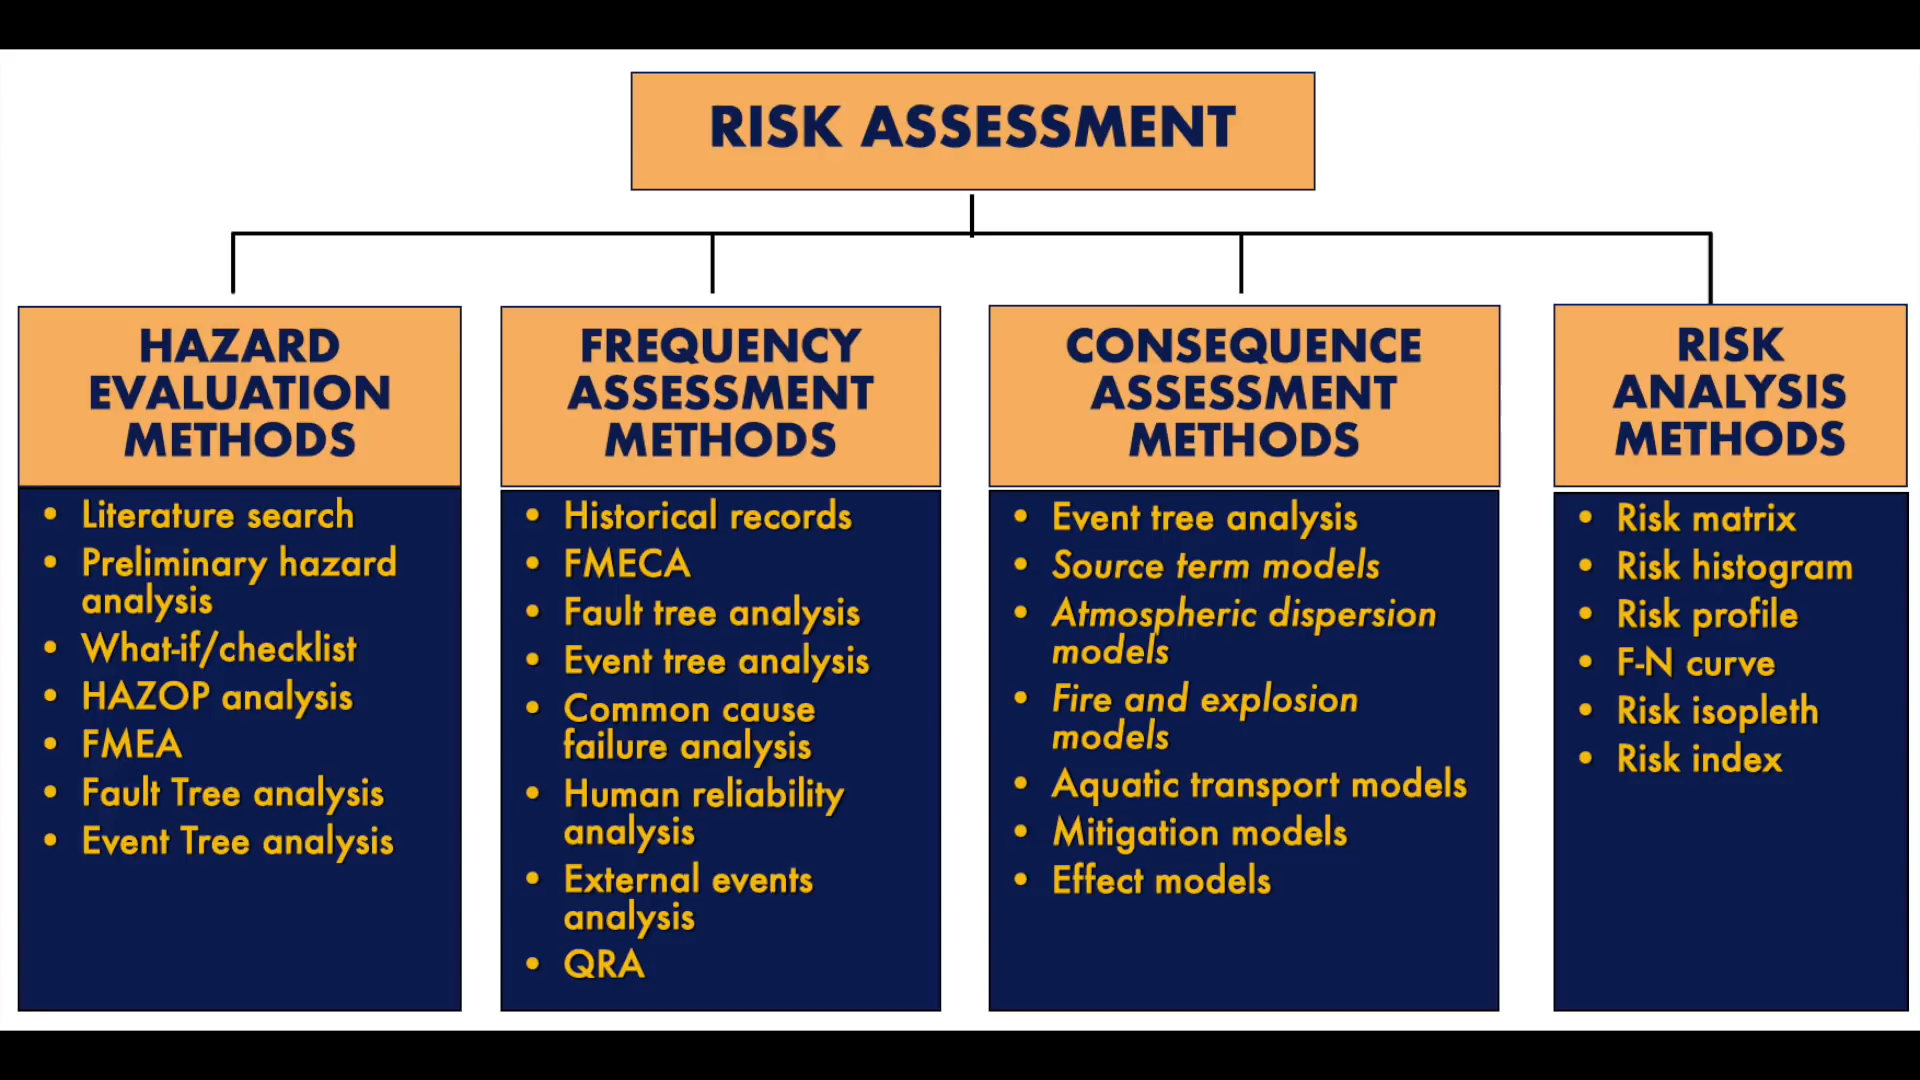 RISK ASSESSMENT
HAZARD
EVALUATION
METHODS
• Literature search
• Preliminary hazard
analysis
• What-if/checklist
• HAZOP analysis
• FMEA
• Fault Tree analysis
• Event Tree analysis
FREQUENCY
ASSESSMENT
METHODS
• Historical records
• FMECA
• Fault tree analysis
• Event tree analysis
• Common cause
failure analysis
• Human reliability
analysis
• External events
analysis
• QRA
CONSEQUENCE
ASSESSMENT
METHODS
• Event tree analysis
• Source term models
• Atmospheric dispersion
models
• Fire and explosion
models
• Aquatic transport models
• Mitigation models
• Effect models
RISK
ANALYSIS
METHODS
• Risk matrix
• Risk histogram
• Risk profile
• F-N curve
• Risk isopleth
• Risk index